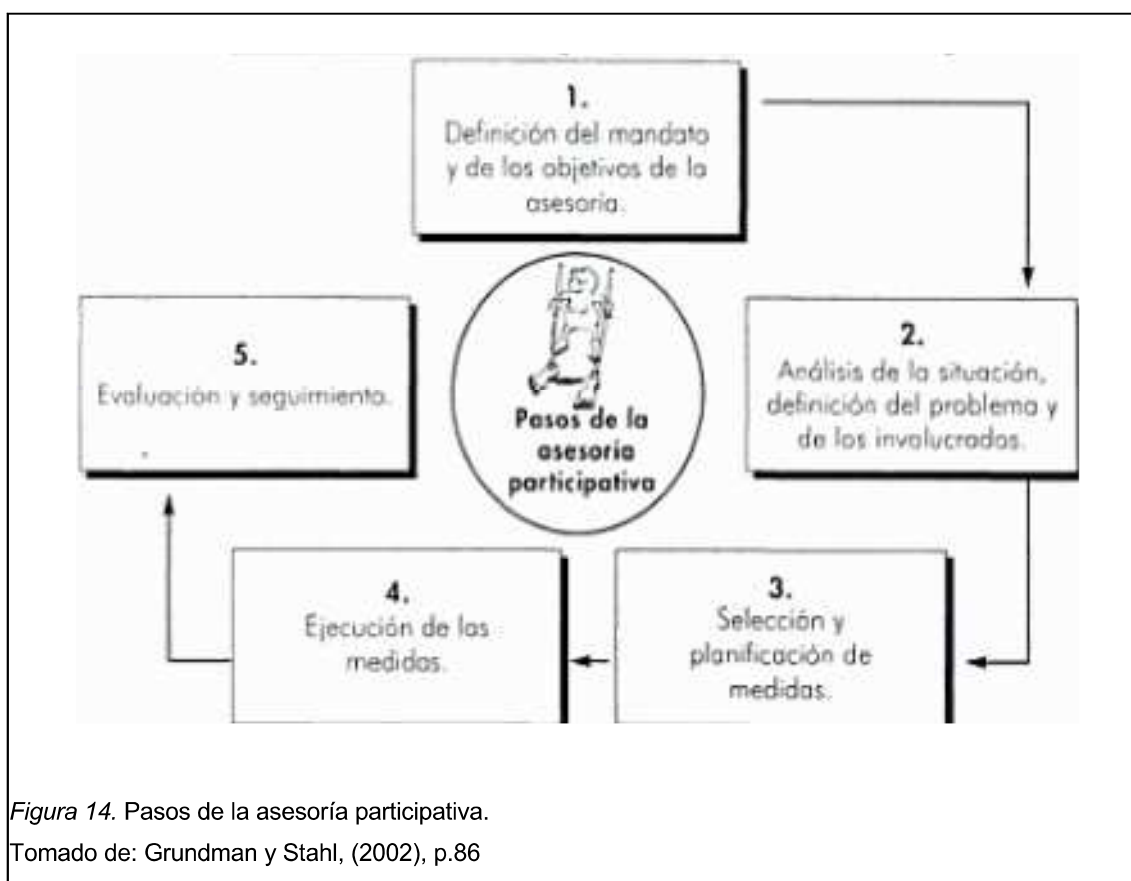 1.
Definición del mandato
y de los objetivos de la
asesoría.
2.
Análisis de la situación,
definición del problema y
de los involucrados.
3.
Selección y
planificación de
medidas.
4.
Ejecución de las
medidas.
5.
Evaluación y seguimiento.
Pasos de la
asesoría
participativa
Figura 14. Pasos de la asesoría participativa.
Tomado de: Grundman y Stahl, (2002), p.86